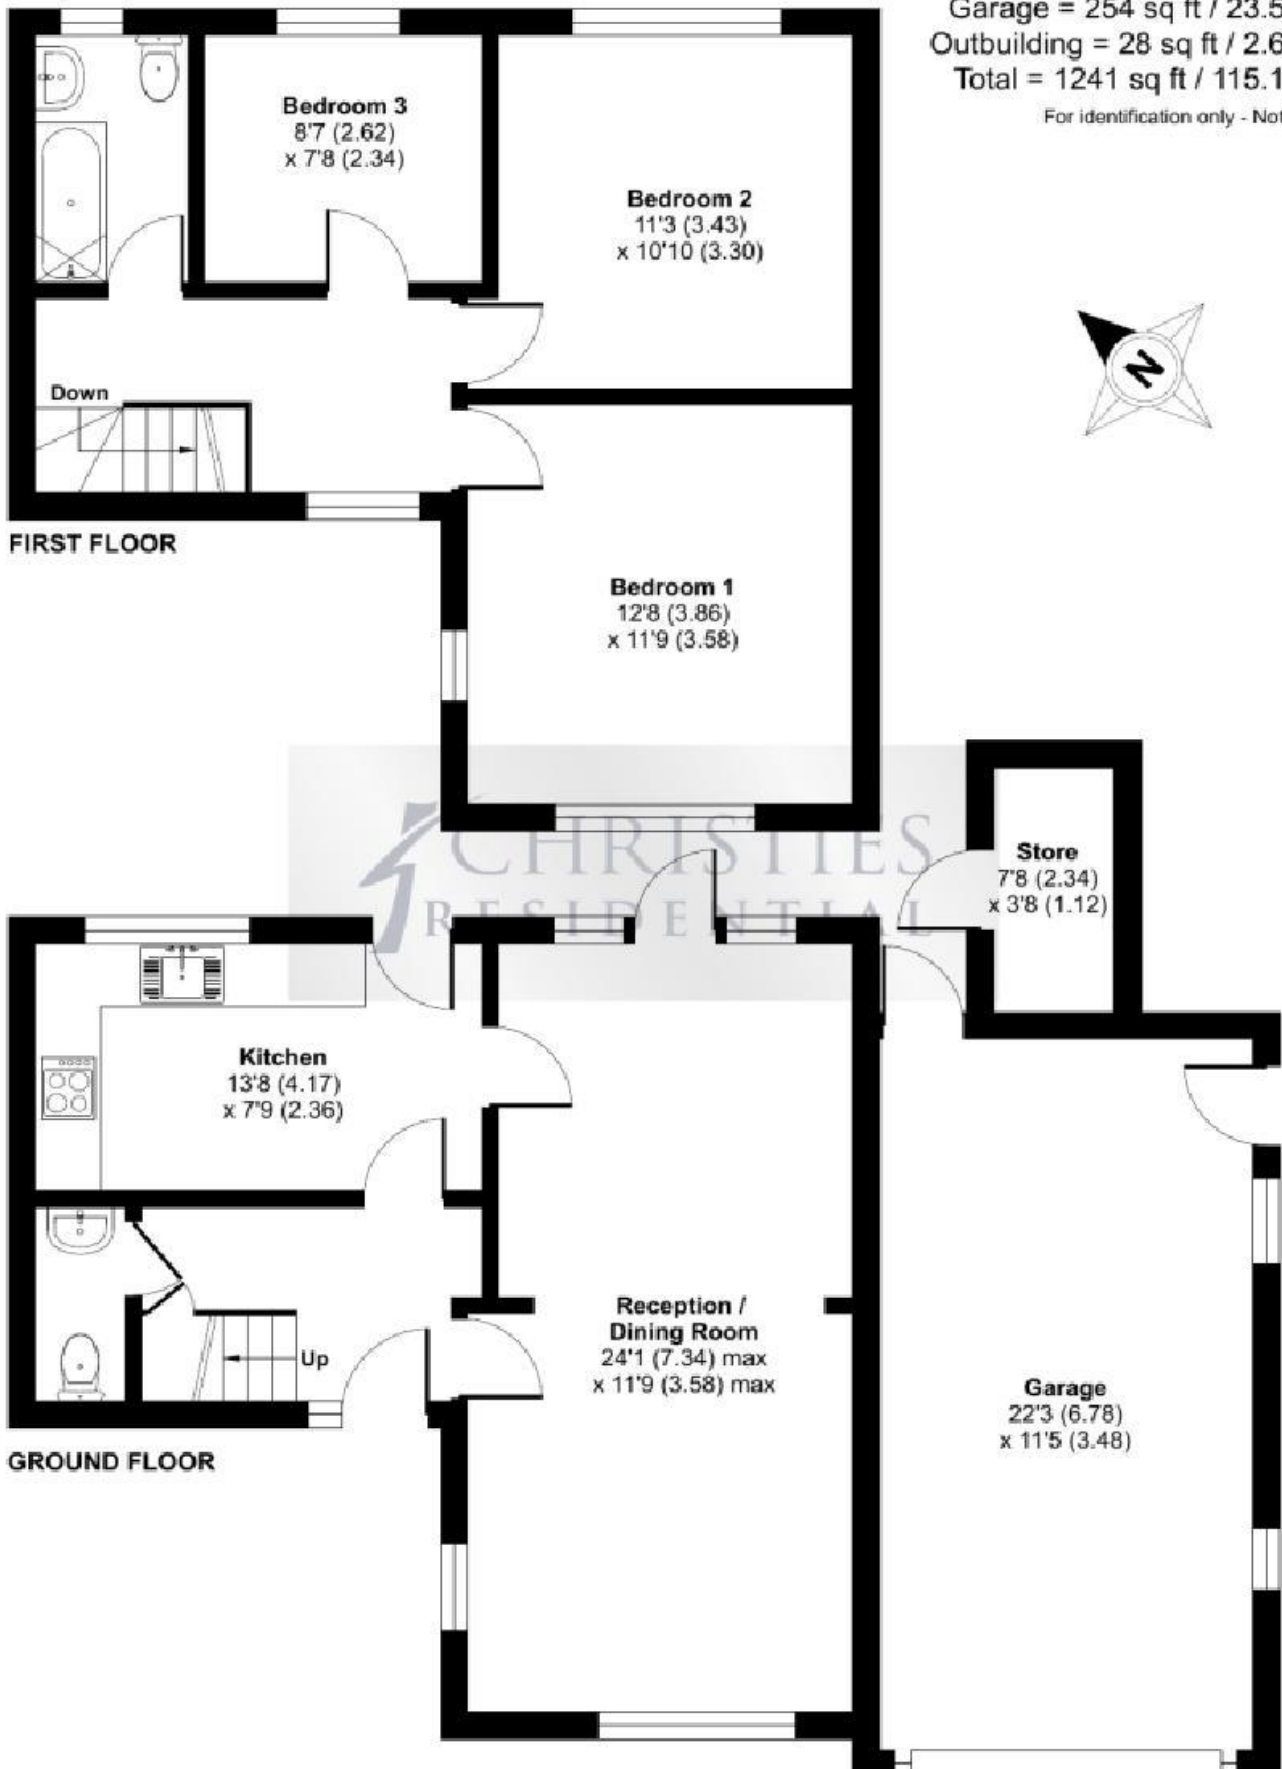 Garage = 254 sq ft / 23.5
Outbuilding = 28 sq ft / 2.6
Total = 1241 sq ft / 115.1
For identification only - Not
Bedroom 3
8'7 (2.62)
x 7'8 (2.34)
Bedroom 2
11'3 (3.43)
x 10'10 (3.30)
N
Down
FIRST FLOOR
Bedroom 1
12'8 (3.86)
x 11'9 (3.58)
CHRISTIES
RESIDENTIAL
Store
7'8 (2.34)
x 3'8 (1.12)
Kitchen
13'8 (4.17)
x 7'9 (2.36)
Reception /
Dining Room
24'1 (7.34) max
x 11'9 (3.58) max
Up
Garage
22'3 (6.78)
x 11'5 (3.48)
GROUND FLOOR